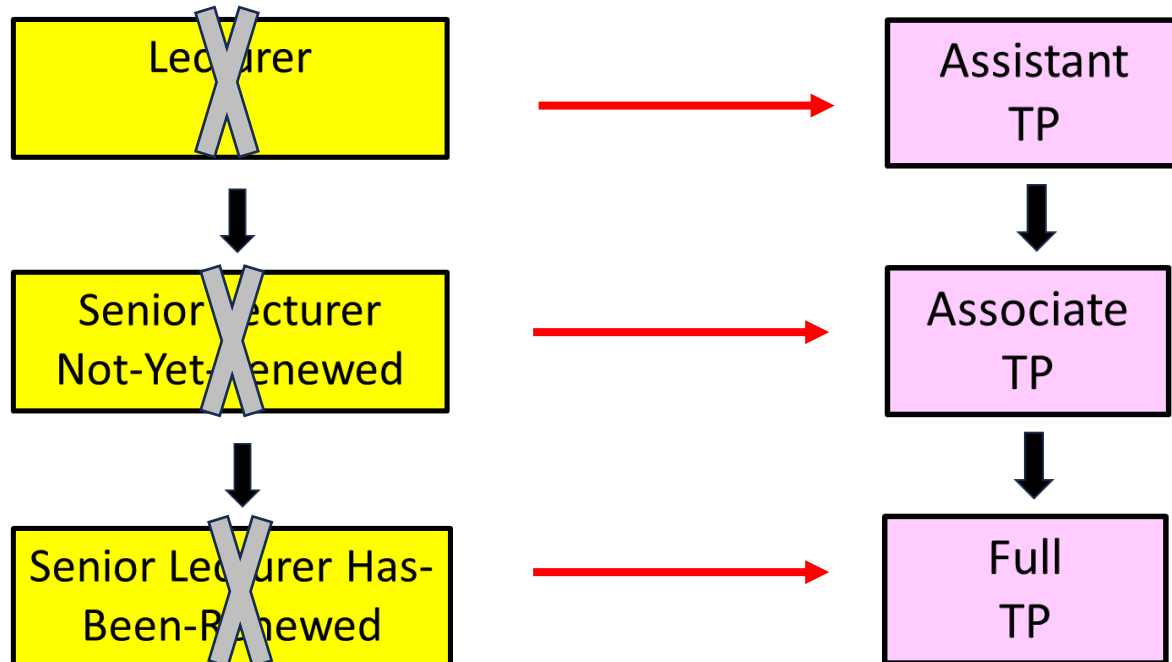 Lecturer
Assistant
TP
Senior Lecturer
Not-Yet-Renewed
Associate
TP
Senior Lecturer Has-
Been-Renewed
Full
TP